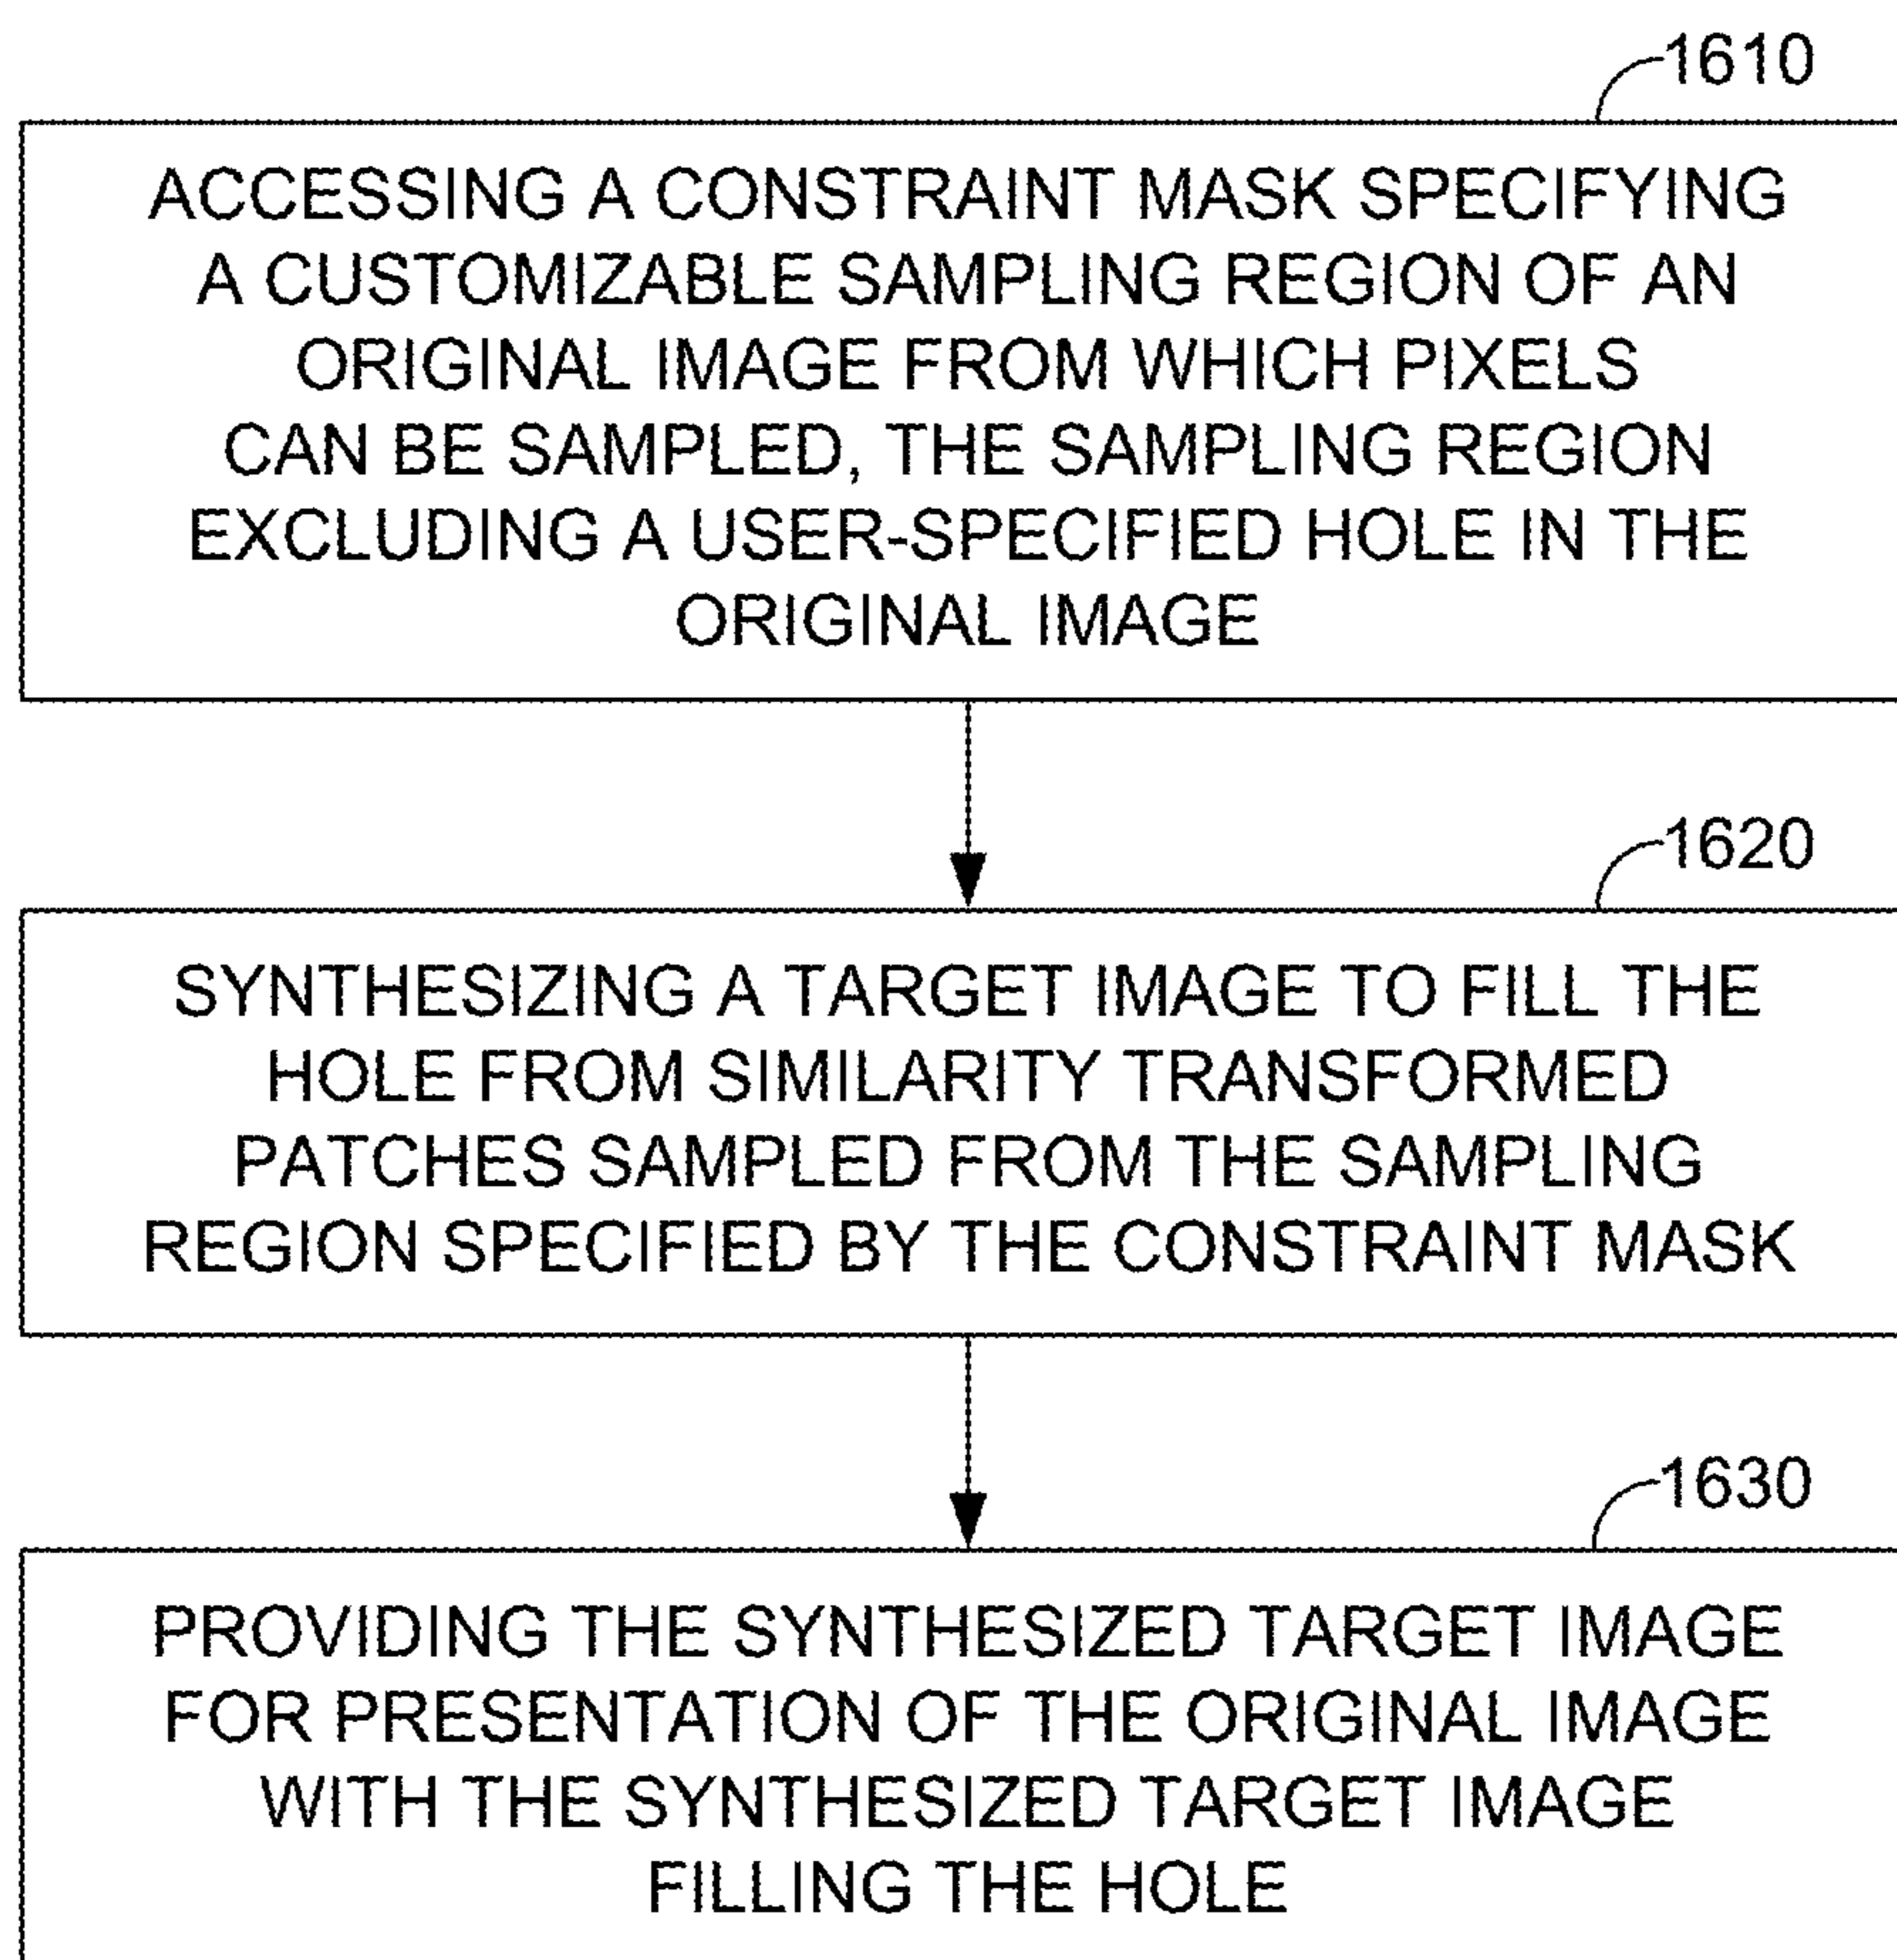 1610
ACCESSING A CONSTRAINT MASK SPECIFYING
A CUSTOMIZABLE SAMPLING REGION OF AN
ORIGINAL IMAGE FROM WHICH PIXELS
CAN BE SAMPLED, THE SAMPLING REGION
EXCLUDING A USER-SPECIFIED HOLE IN THE
ORIGINAL IMAGE
1620
SYNTHESIZING A TARGET IMAGE TO FILL THE
HOLE FROM SIMILARITY TRANSFORMED
PATCHES SAMPLED FROM THE SAMPLING
REGION SPECIFIED BY THE CONSTRAINT MASK
1630
PROVIDING THE SYNTHESIZED TARGET IMAGE
FOR PRESENTATION OF THE ORIGINAL IMAGE
WITH THE SYNTHESIZED TARGET IMAGE
FILLING THE HOLE